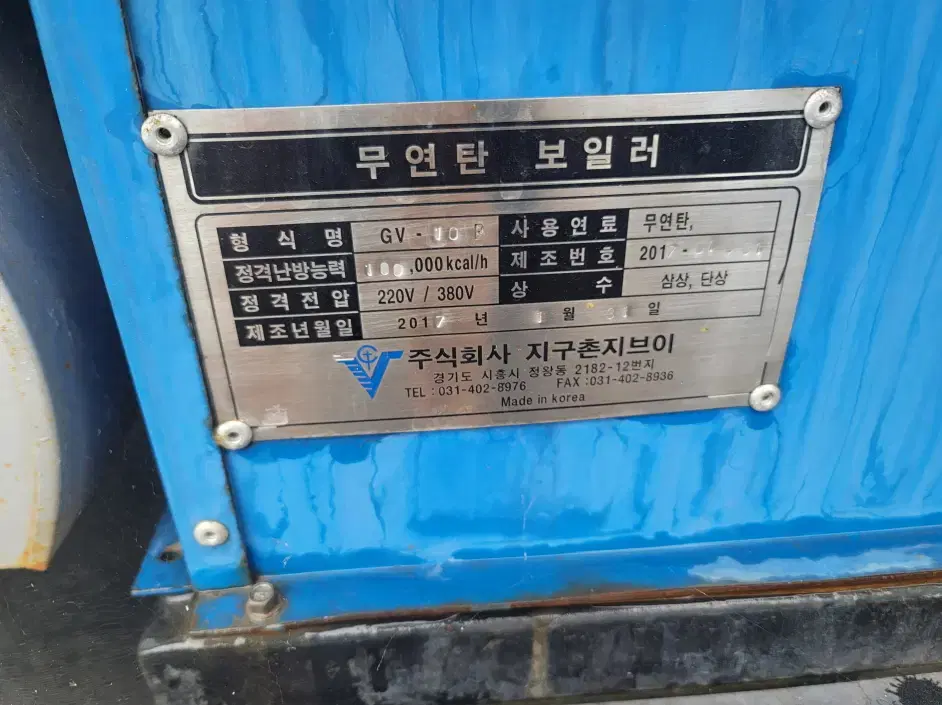 무연탄 보일러
형식명 GV - 10 사용연료 무연탄,
정격난방능력 100,000kcal/h 제조번호
정격전압 220V / 380V 상수 삼상, 단상
제조년월일 2017 년 월 일
주식회사 지구촌지브이
경기도 시흥시 정왕동 2182-12번지
TEL : 031-402-8976 FAX : 031-402-8936
Made in korea